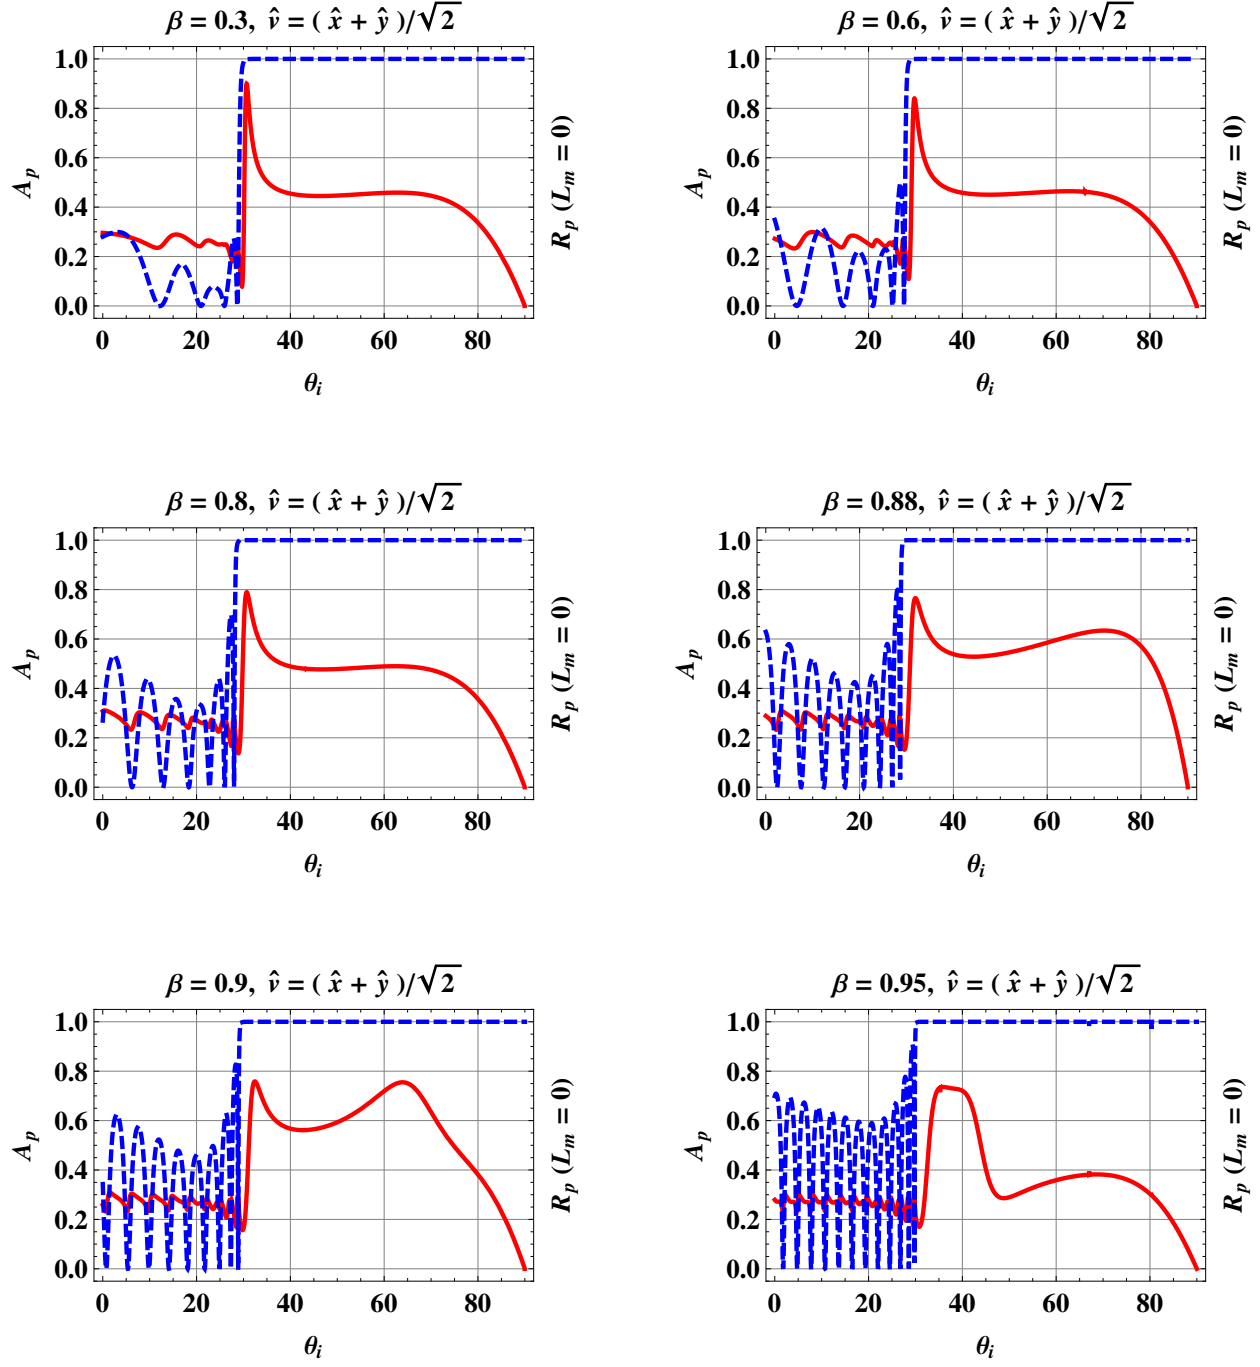 β = 0.3, v̂ = ( x̂ + ŷ )/√2
1.0
0.8
0.6
0.4
0.2
0.0
0 20 40 60 80
A_p
R_p (L_m = 0)
θ_i
β = 0.6, v̂ = ( x̂ + ŷ )/√2
1.0
0.8
0.6
0.4
0.2
0.0
0 20 40 60 80
A_p
R_p (L_m = 0)
θ_i
β = 0.8, v̂ = ( x̂ + ŷ )/√2
1.0
0.8
0.6
0.4
0.2
0.0
0 20 40 60 80
A_p
R_p (L_m = 0)
θ_i
β = 0.88, v̂ = ( x̂ + ŷ )/√2
1.0
0.8
0.6
0.4
0.2
0.0
0 20 40 60 80
A_p
R_p (L_m = 0)
θ_i
β = 0.9, v̂ = ( x̂ + ŷ )/√2
1.0
0.8
0.6
0.4
0.2
0.0
0 20 40 60 80
A_p
R_p (L_m = 0)
θ_i
β = 0.95, v̂ = ( x̂ + ŷ )/√2
1.0
0.8
0.6
0.4
0.2
0.0
0 20 40 60 80
A_p
R_p (L_m = 0)
θ_i